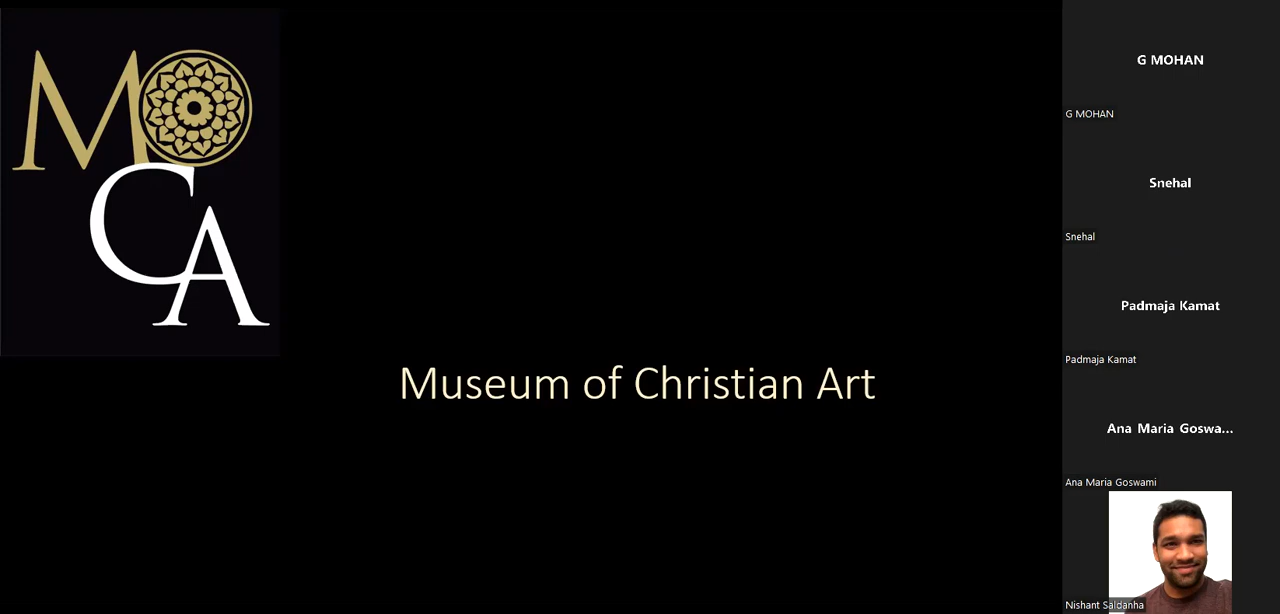 MO
CA
Museum of Christian Art
G MOHAN
G MOHAN
Snehal
Snehal
Padmaja Kamat
Padmaja Kamat
Ana Maria Goswa...
Ana Maria Goswami
Nishant Saldanha